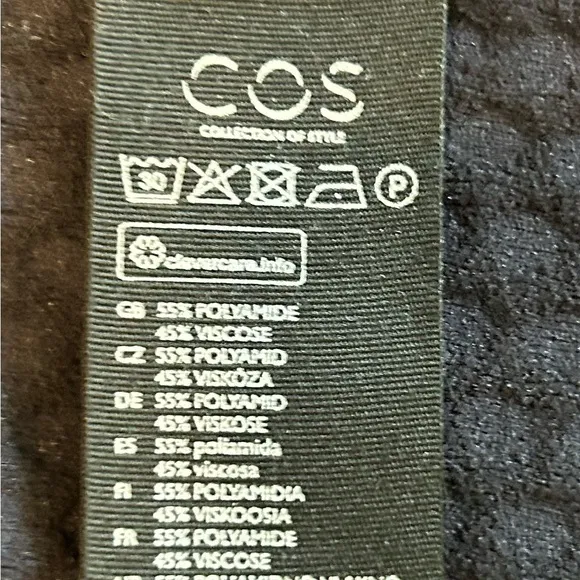 COS
COLLECTION OF STYLE
30 P
clevercare.info
GB 55% POLYAMIDE
45% VISCOSE
CZ 55% POLYAMID
45% VISKÓZA
DE 55% POLYAMID
45% VISKOSE
ES 55% poliamida
45% viscosa
FI 55% POLYAMIDIA
45% VISKOOSIA
FR 55% POLYAMIDE
45% VISCOSE